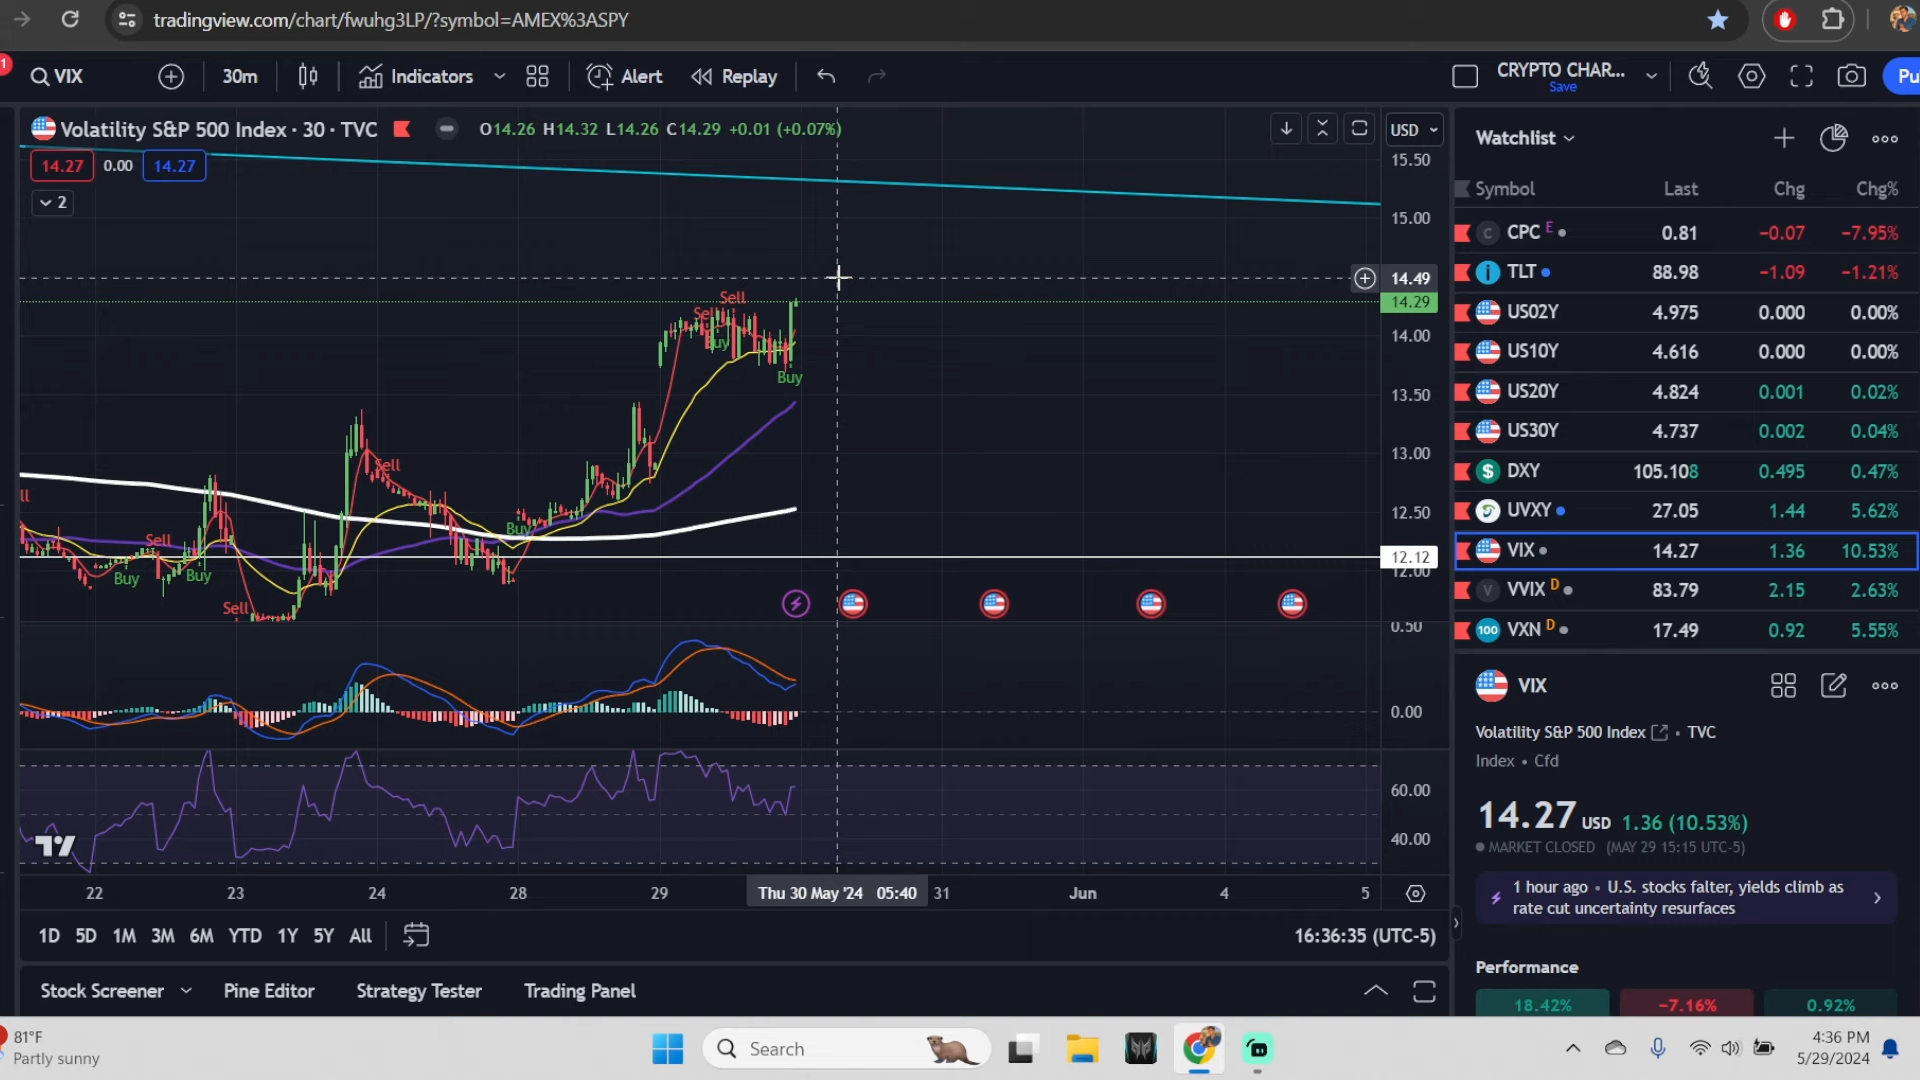 tradingview.com/chart/fwuhg3LP/?symbol=AMEX%3ASPY
1
VIX
30m
Indicators
Alert
Replay
CRYPTO CHAR...
Save
Pu
Volatility S&P 500 Index · 30 · TVC
O14.26 H14.32 L14.26 C14.29 +0.01 (+0.07%)
USD
14.27 0.00 14.27
2
15.50
15.00
14.49
14.29
14.00
13.50
13.00
12.50
12.12
12.00
0.50
0.00
60.00
40.00
Sell
Sell
Buy
Buy
Sell
Buy
ll
Sell
Buy
Buy
Sell
22
23
24
28
29
Thu 30 May '24 05:40
31
Jun
4
5
1D 5D 1M 3M 6M YTD 1Y 5Y All
16:36:35 (UTC-5)
Stock Screener
Pine Editor
Strategy Tester
Trading Panel
Watchlist
Symbol Last Chg Chg%
CPC E 0.81 −0.07 −7.95%
TLT 88.98 −1.09 −1.21%
US02Y 4.975 0.000 0.00%
US10Y 4.616 0.000 0.00%
US20Y 4.824 0.001 0.02%
US30Y 4.737 0.002 0.04%
DXY 105.108 0.495 0.47%
UVXY 27.05 1.44 5.62%
VIX 14.27 1.36 10.53%
VVIX D 83.79 2.15 2.63%
100 VXN D 17.49 0.92 5.55%
VIX
Volatility S&P 500 Index • TVC
Index • Cfd
14.27 USD 1.36 (10.53%)
MARKET CLOSED (MAY 29 15:15 UTC-5)
1 hour ago • U.S. stocks falter, yields climb as
rate cut uncertainty resurfaces
Performance
18.42% −7.16% 0.92%
81°F
Partly sunny
Search
4:36 PM
5/29/2024